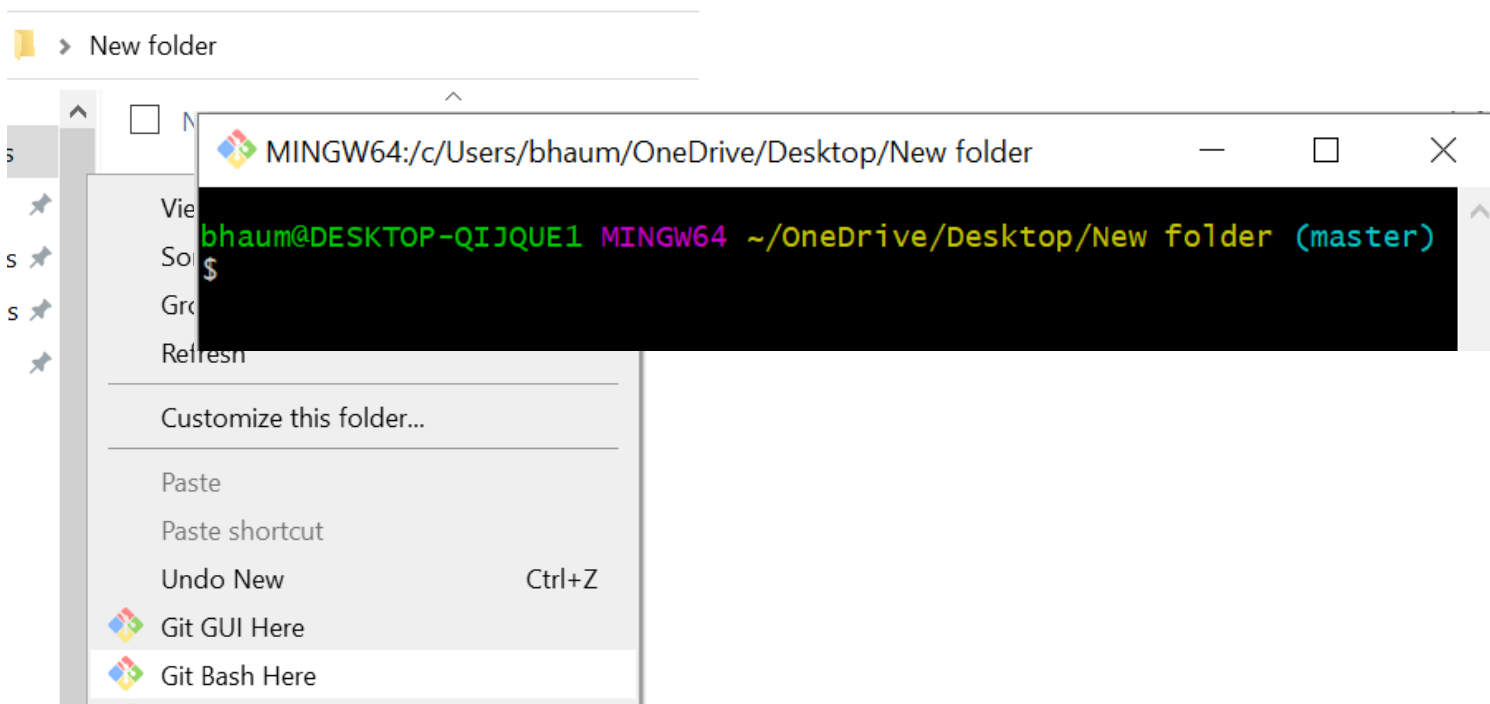 New folder
MINGW64:/c/Users/bhaum/OneDrive/Desktop/New folder
bhaum@DESKTOP-QIJQUE1 MINGW64 ~/OneDrive/Desktop/New folder (master)
$
Refresh
Customize this folder...
Paste
Paste shortcut
Undo New Ctrl+Z
Git GUI Here
Git Bash Here